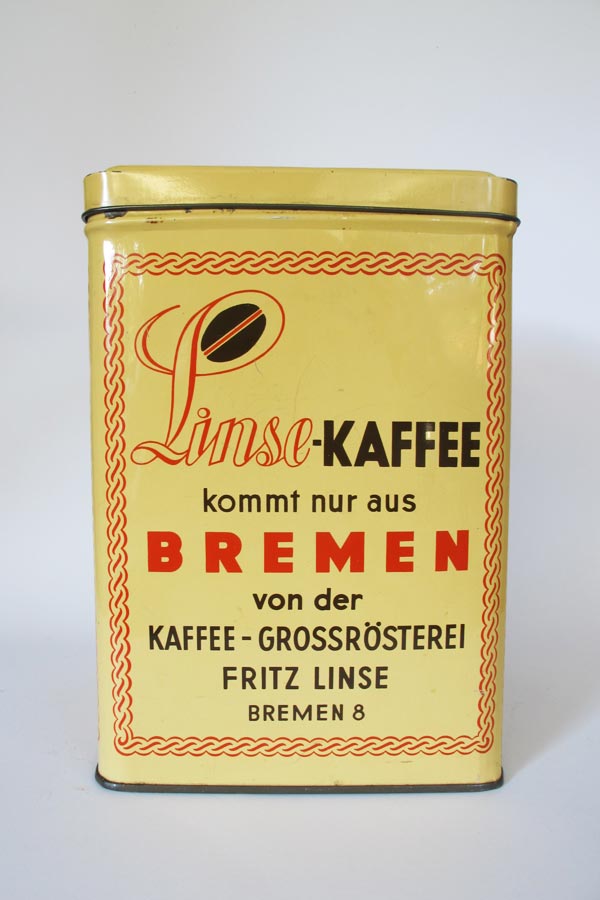 Linse-KAFFEE
kommt nur aus
BREMEN
von der
KAFFEE-GROSSRÖSTEREI
FRITZ LINSE
BREMEN 8